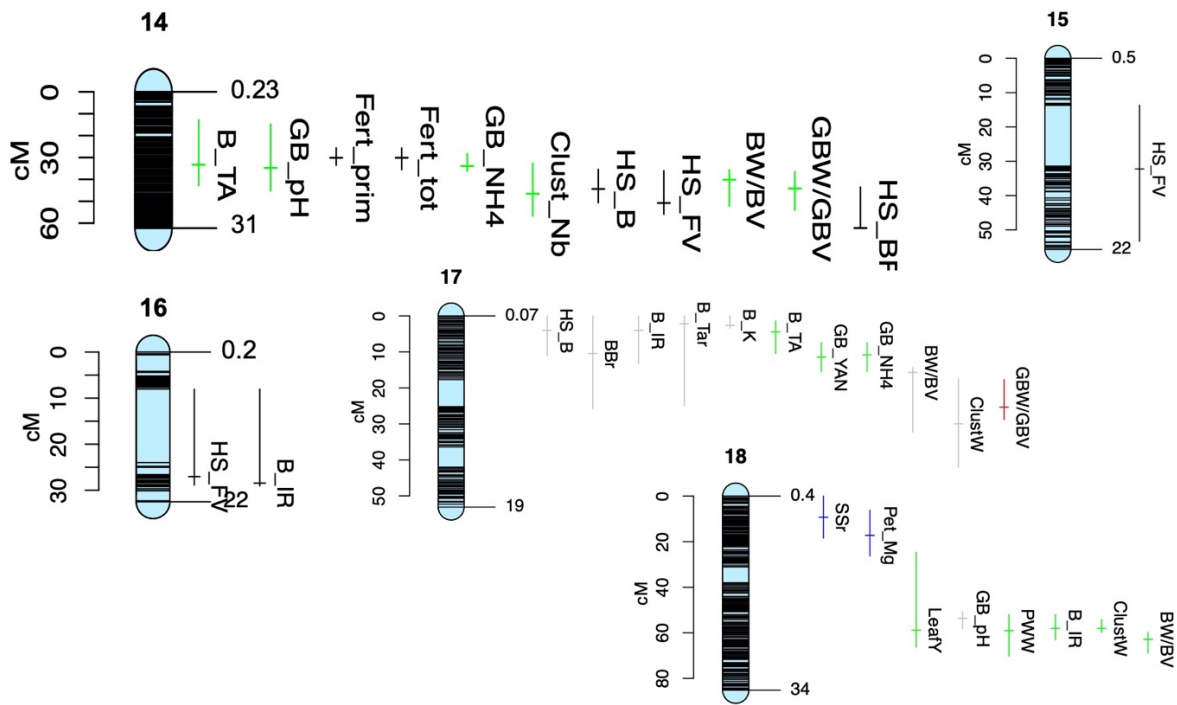 14
0
30
60
cM
0.23
31
B_TA
GB_pH
Fert_prim
Fert_tot
GB_NH4
Clust_Nb
HS_B
HS_FV
BW/BV
GBW/GBV
15
0
10
20
30
40
50
cM
0.5
22
HS_FV
16
0
10
20
30
cM
0.2
22
HS_FV
B_IR
17
0
10
20
30
40
50
cM
0.07
19
HS_B
BBr
B_IR
B_Tar
B_K
B_TA
GB_YAN
GB_NH4
BW/BV
ClustW
GBW/GBV
18
0
20
40
60
80
cM
0.4
34
SSr
Pet_Mg
LeafY
GB_pH
PWW
B_IR
ClustW
BW/BV